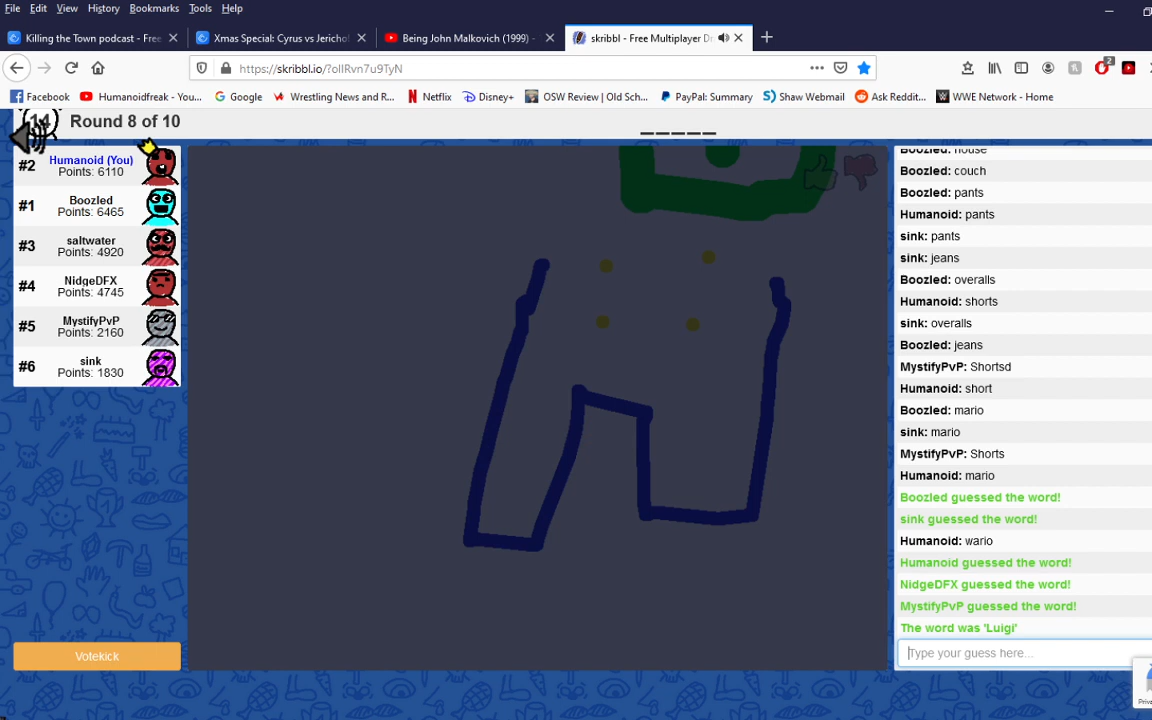 File Edit View History Bookmarks Tools Help
Killing the Town podcast - Free
Xmas Special: Cyrus vs Jerichol
Being John Malkovich (1999) -
skribbl - Free Multiplayer Dr
https://skribbl.io/?olIRvn7u9TyN
2
Facebook
Humanoidfreak - You...
Google
Wrestling News and R...
Netflix
Disney+
OSW Review | Old Sch...
PayPal: Summary
Shaw Webmail
Ask Reddit...
WWE Network - Home
14 Round 8 of 10
_____
#2 Humanoid (You)
Points: 6110
#1 Boozled
Points: 6465
#3 saltwater
Points: 4920
#4 NidgeDFX
Points: 4745
#5 MystifyPvP
Points: 2160
#6 sink
Points: 1830
Votekick
Boozled: house
Boozled: couch
Boozled: pants
Humanoid: pants
sink: pants
sink: jeans
Boozled: overalls
Humanoid: shorts
sink: overalls
Boozled: jeans
MystifyPvP: Shortsd
Humanoid: short
Boozled: mario
sink: mario
MystifyPvP: Shorts
Humanoid: mario
Boozled guessed the word!
sink guessed the word!
Humanoid: wario
Humanoid guessed the word!
NidgeDFX guessed the word!
MystifyPvP guessed the word!
The word was 'Luigi'
Type your guess here...